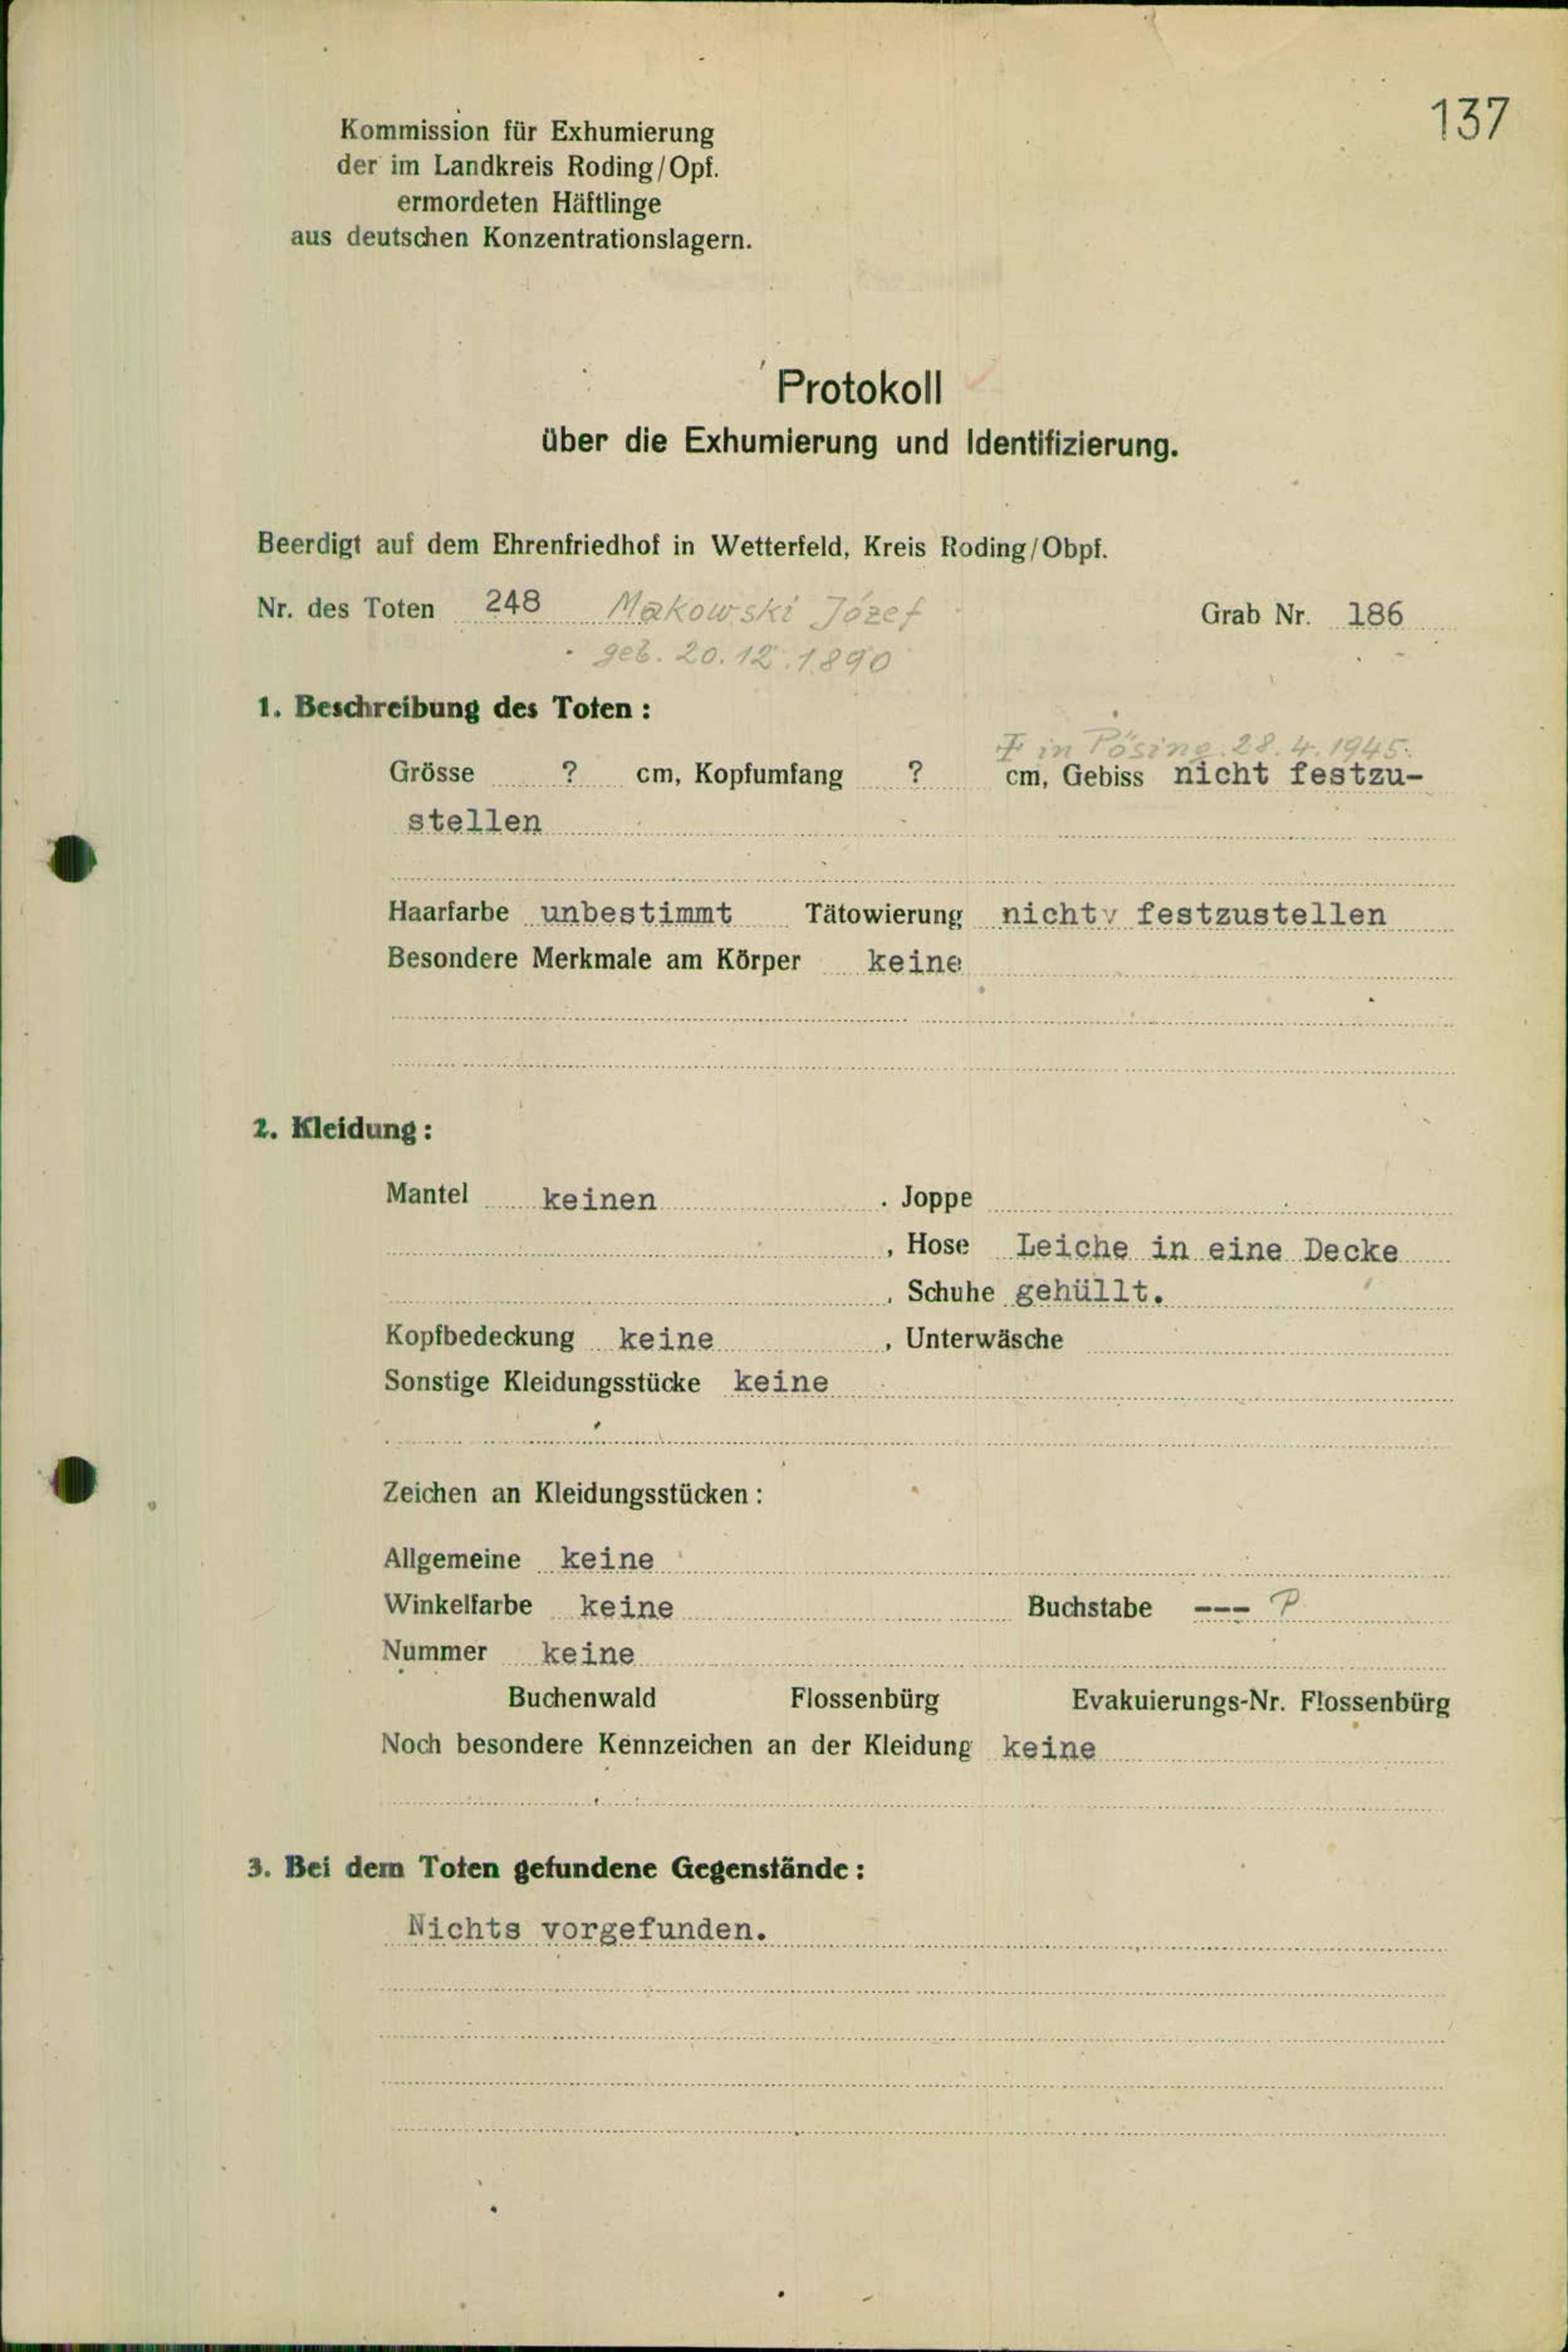 137
Kommission für Exhumierung
der im Landkreis Roding/Opf.
ermordeten Häftlinge
aus deutschen Konzentrationslagern.
Protokoll
über die Exhumierung und Identifizierung.
Beerdigt auf dem Ehrenfriedhof in Wetterfeld, Kreis Roding/Obpf.
Nr. des Toten 248 Makowski Józef Grab Nr. 186
geb. 20.12.1890
1. Beschreibung des Toten :
in Pösing 28.4.1945.
Grösse ? cm, Kopfumfang ? cm, Gebiss nicht festzu-
stellen
Haarfarbe unbestimmt Tätowierung nicht festzustellen
Besondere Merkmale am Körper keine
2. Kleidung :
Mantel keinen . Joppe
, Hose Leiche in eine Decke
, Schuhe gehüllt.
Kopfbedeckung keine , Unterwäsche
Sonstige Kleidungsstücke keine
Zeichen an Kleidungsstücken :
Allgemeine keine
Winkelfarbe keine Buchstabe --- P
Nummer keine
Buchenwald Flossenbürg Evakuierungs-Nr. Flossenbürg
Noch besondere Kennzeichen an der Kleidung keine
3. Bei dem Toten gefundene Gegenstände :
Nichts vorgefunden.